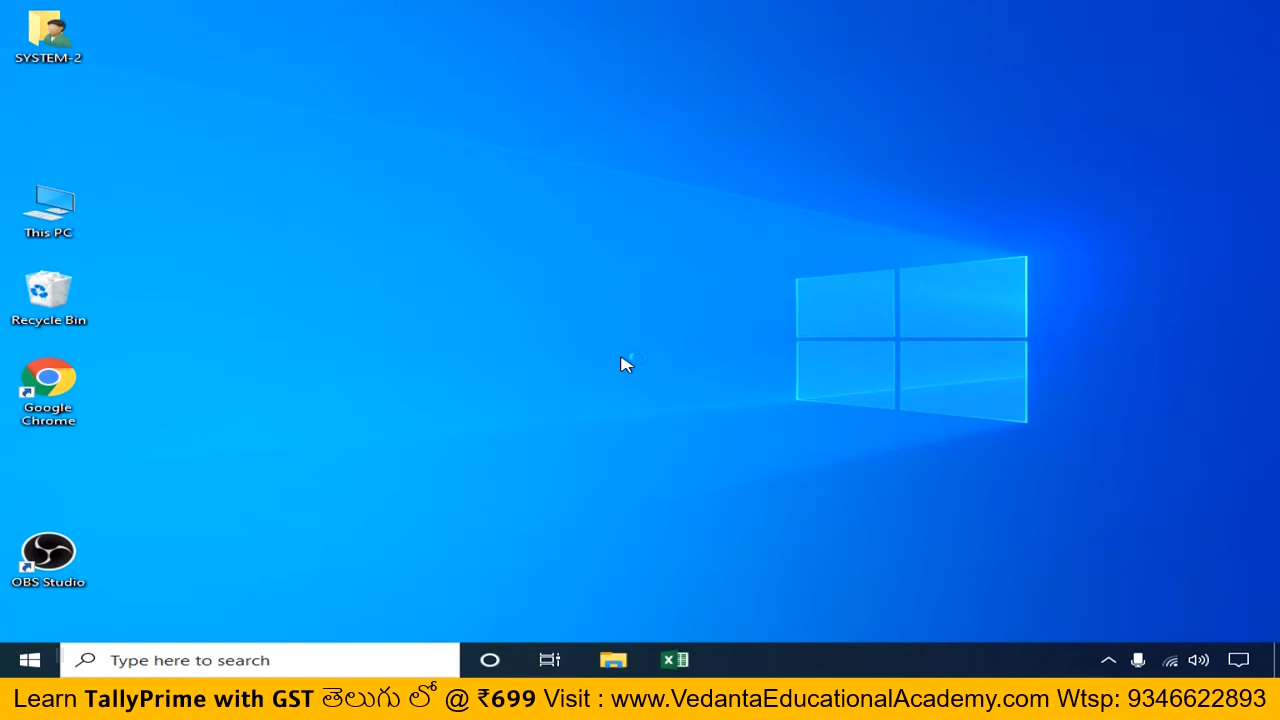 SYSTEM-2
This PC
Recycle Bin
Google
Chrome
OBS Studio
Type here to search
Learn TallyPrime with GST తెలుగు లో @ ₹699 Visit : www.VedantaEducationalAcademy.com Wtsp: 9346622893